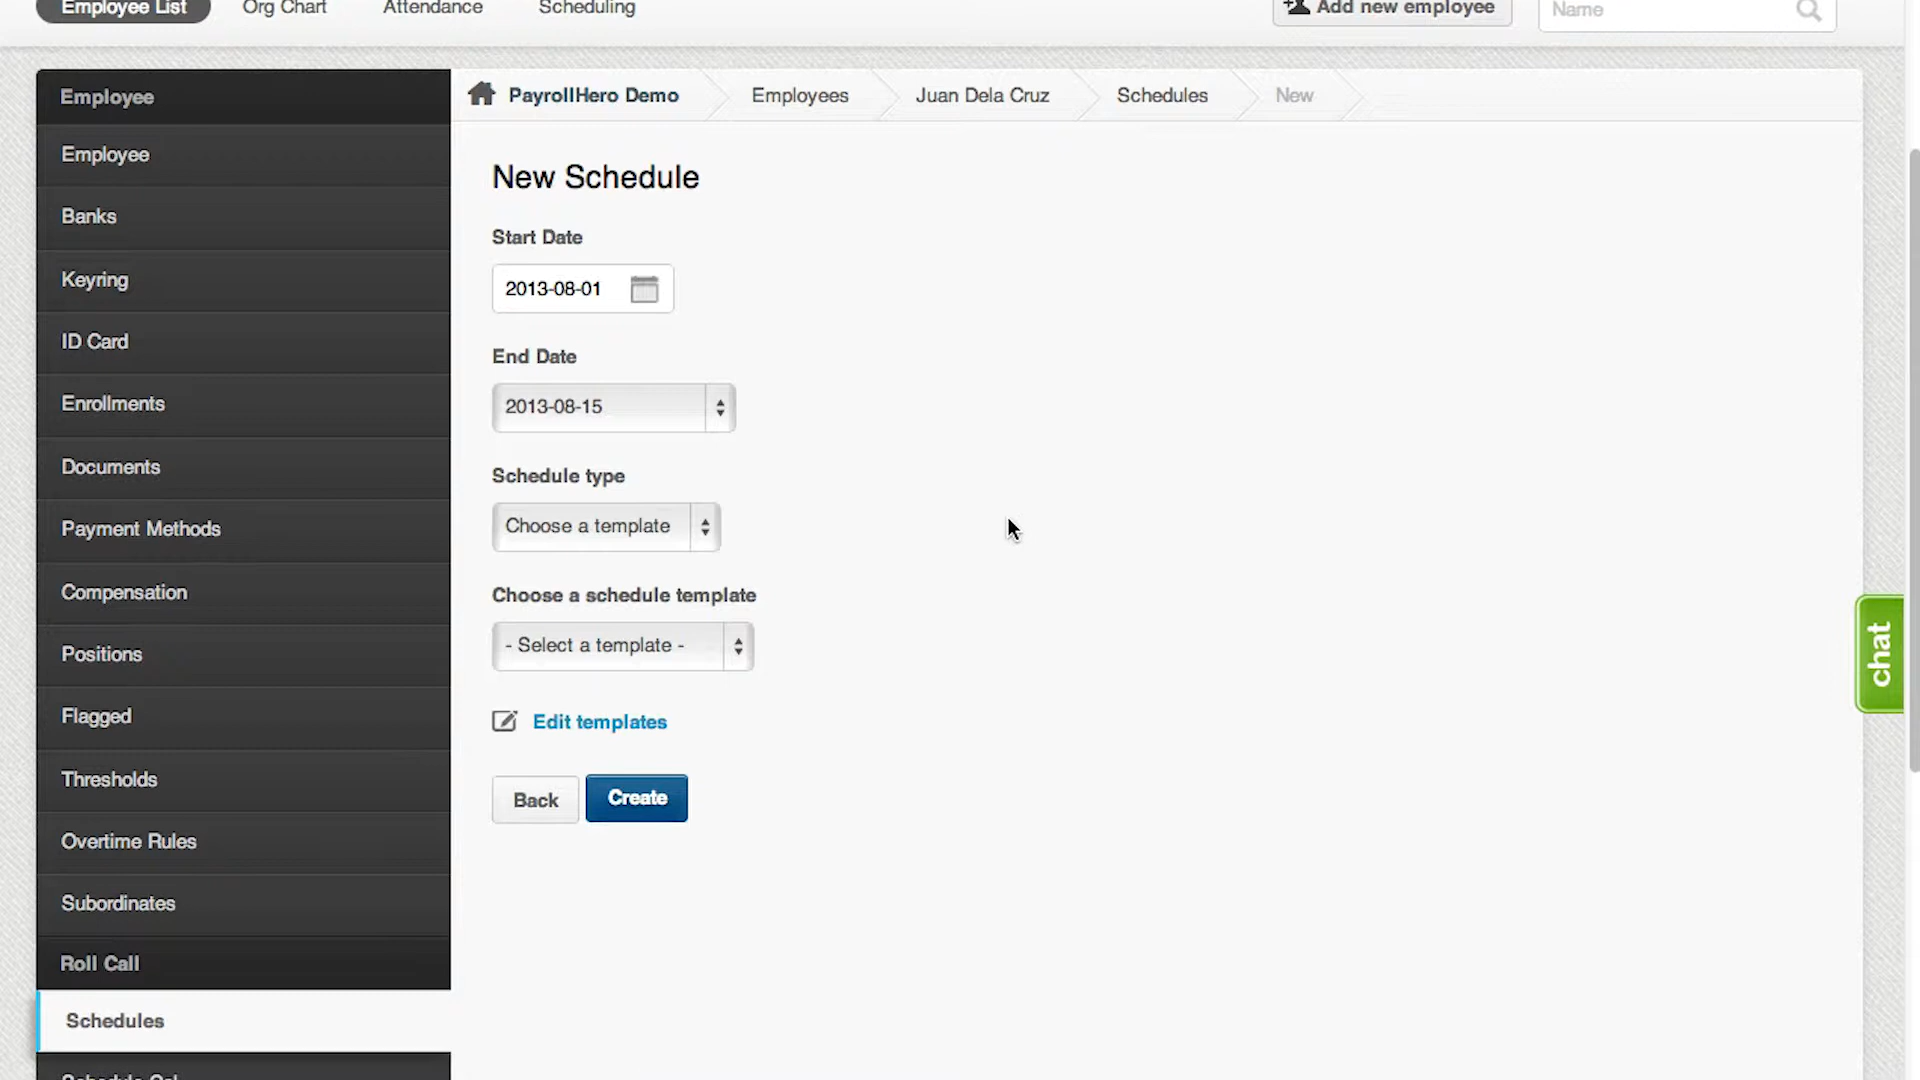 Employee List
Org Chart
Attendance
Scheduling
Add new employee
Name
Employee
Employee
Banks
Keyring
ID Card
Enrollments
Documents
Payment Methods
Compensation
Positions
Flagged
Thresholds
Overtime Rules
Subordinates
Roll Call
Schedules
PayrollHero Demo
Employees
Juan Dela Cruz
Schedules
New
New Schedule
Start Date
2013-08-01
End Date
2013-08-15
Schedule type
Choose a template
Choose a schedule template
- Select a template -
Edit templates
Back
Create
chat